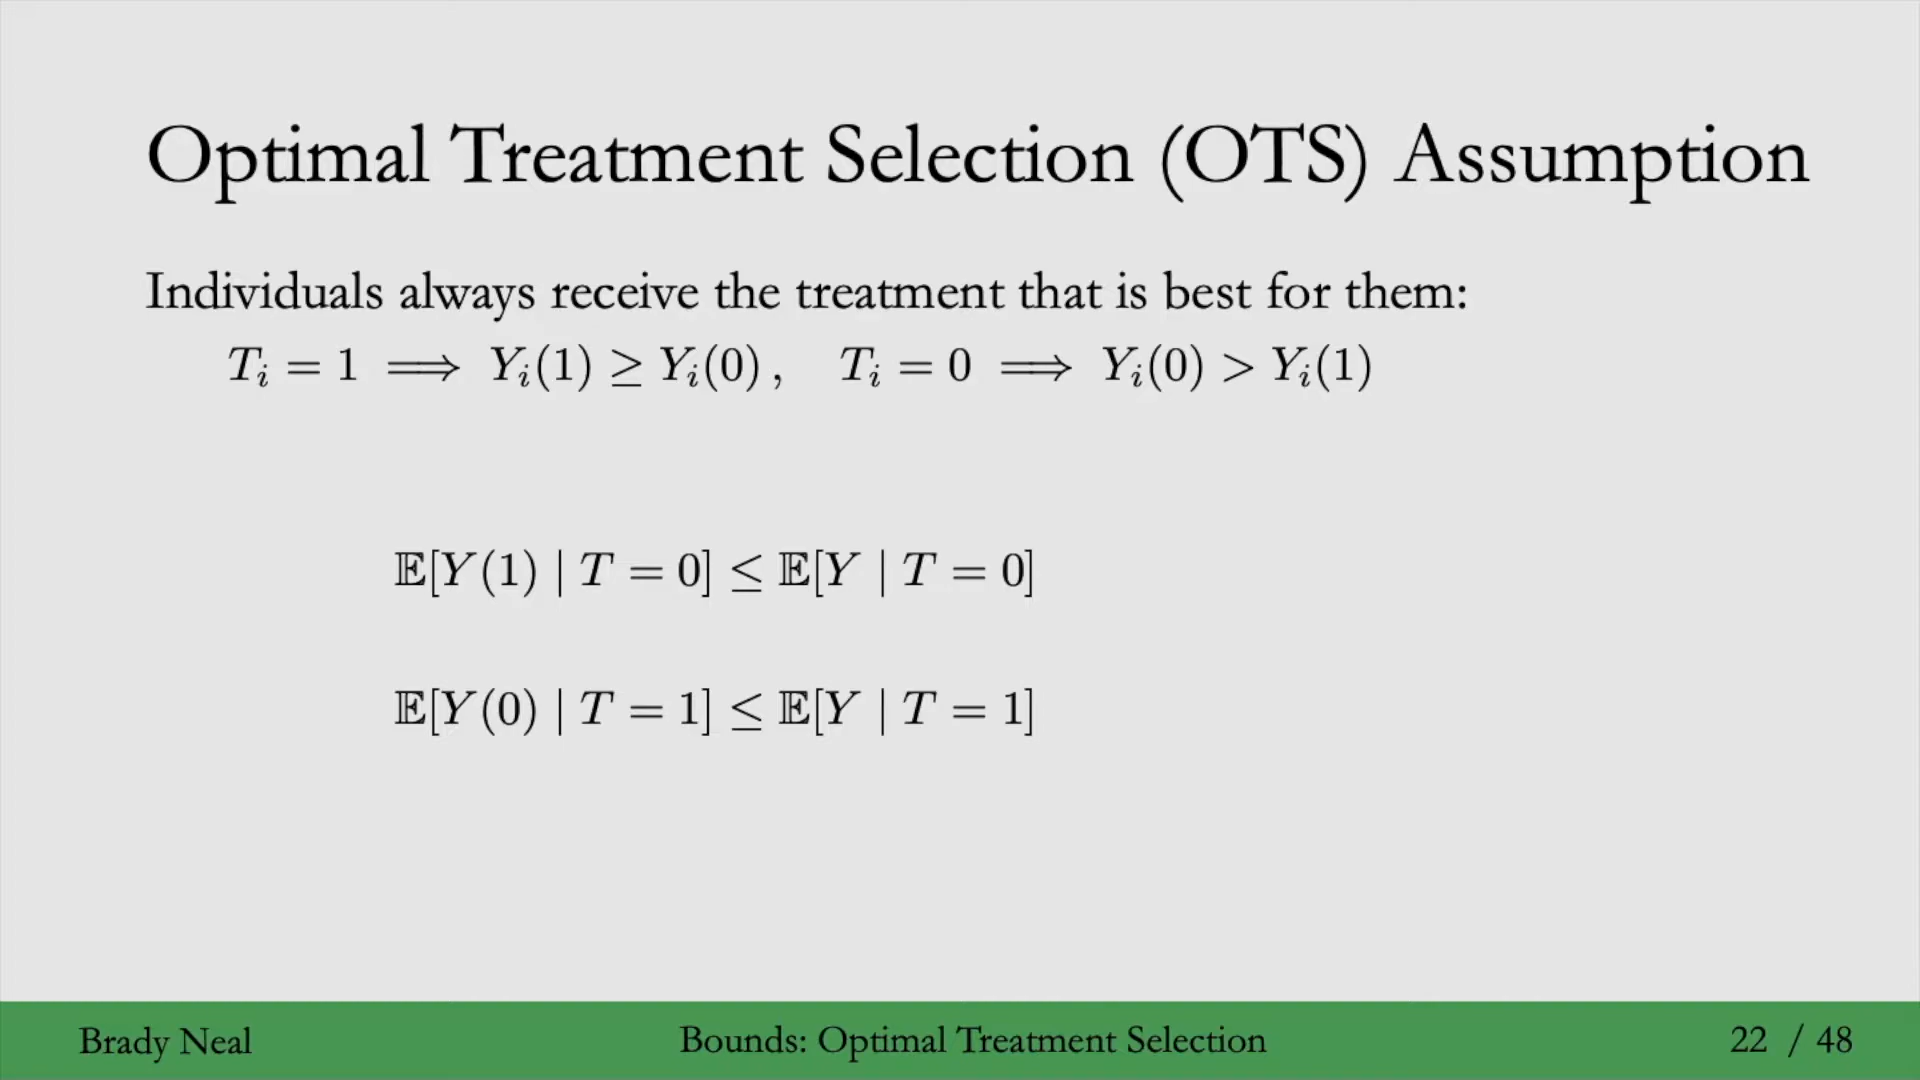 Optimal Treatment Selection (OTS) Assumption
Individuals always receive the treatment that is best for them:
Tᵢ = 1 ⟹ Yᵢ(1) ≥ Yᵢ(0) , Tᵢ = 0 ⟹ Yᵢ(0) > Yᵢ(1)
𝔼[Y(1) | T = 0] ≤ 𝔼[Y | T = 0]
𝔼[Y(0) | T = 1] ≤ 𝔼[Y | T = 1]
Brady Neal Bounds: Optimal Treatment Selection 22 / 48